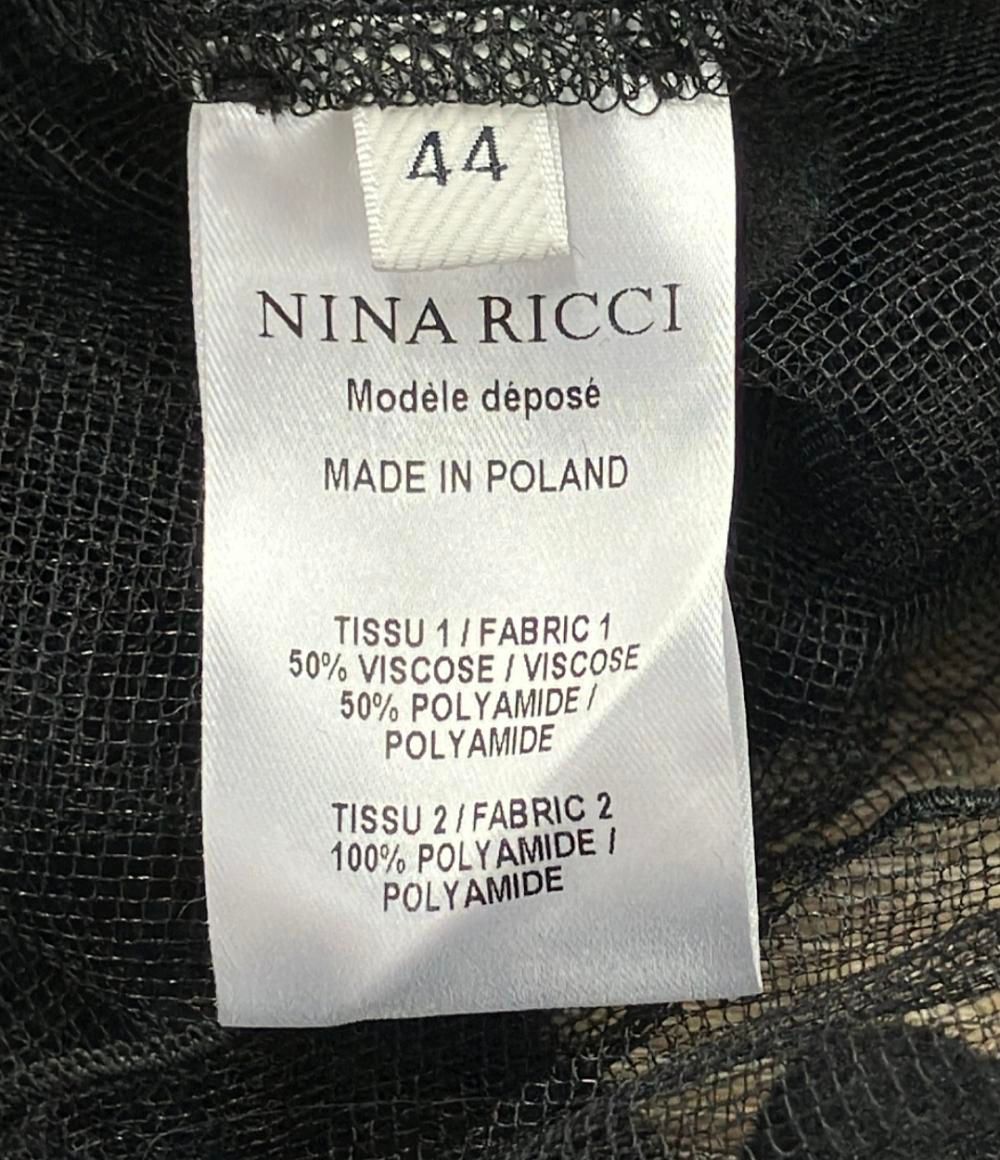 44
NINA RICCI
Modèle déposé
MADE IN POLAND
TISSU 1 / FABRIC 1
50% VISCOSE / VISCOSE
50% POLYAMIDE /
POLYAMIDE
TISSU 2 / FABRIC 2
100% POLYAMIDE /
POLYAMIDE